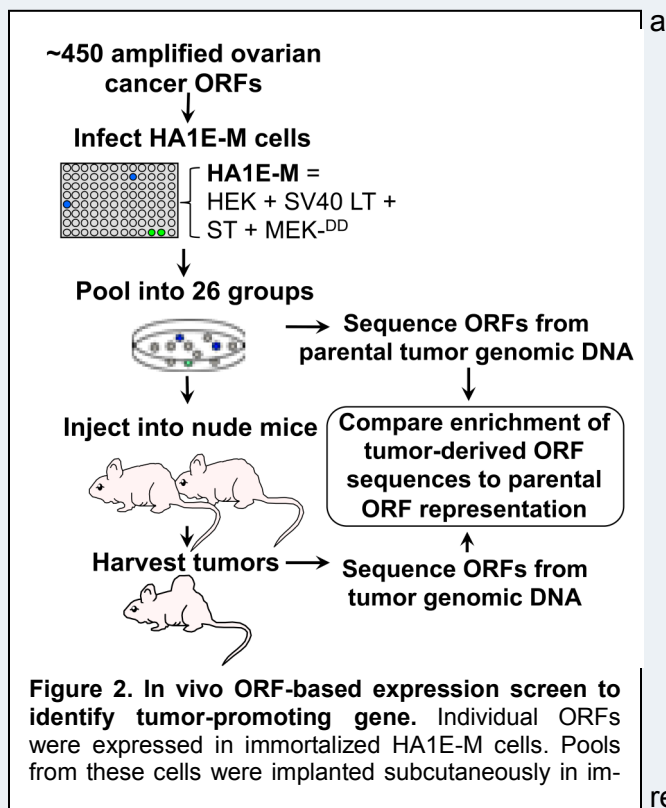 ~450 amplified ovarian
cancer ORFs
Infect HA1E-M cells
HA1E-M =
HEK + SV40 LT +
ST + MEK-DD
Pool into 26 groups
Sequence ORFs from
parental tumor genomic DNA
Inject into nude mice
Compare enrichment of
tumor-derived ORF
sequences to parental
ORF representation
Harvest tumors
Sequence ORFs from
tumor genomic DNA
Figure 2. In vivo ORF-based expression screen to
identify tumor-promoting gene. Individual ORFs
were expressed in immortalized HA1E-M cells. Pools
from these cells were implanted subcutaneously in im-
a
re